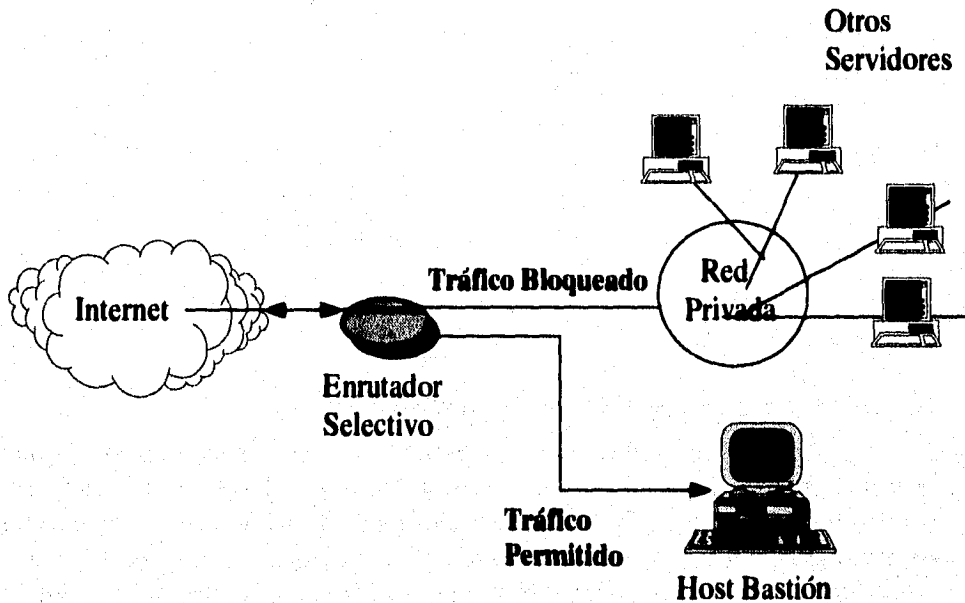 Otros
Servidores
Internet
Tráfico Bloqueado
Red
Privada
Enrutador
Selectivo
Tráfico
Permitido
Host Bastión